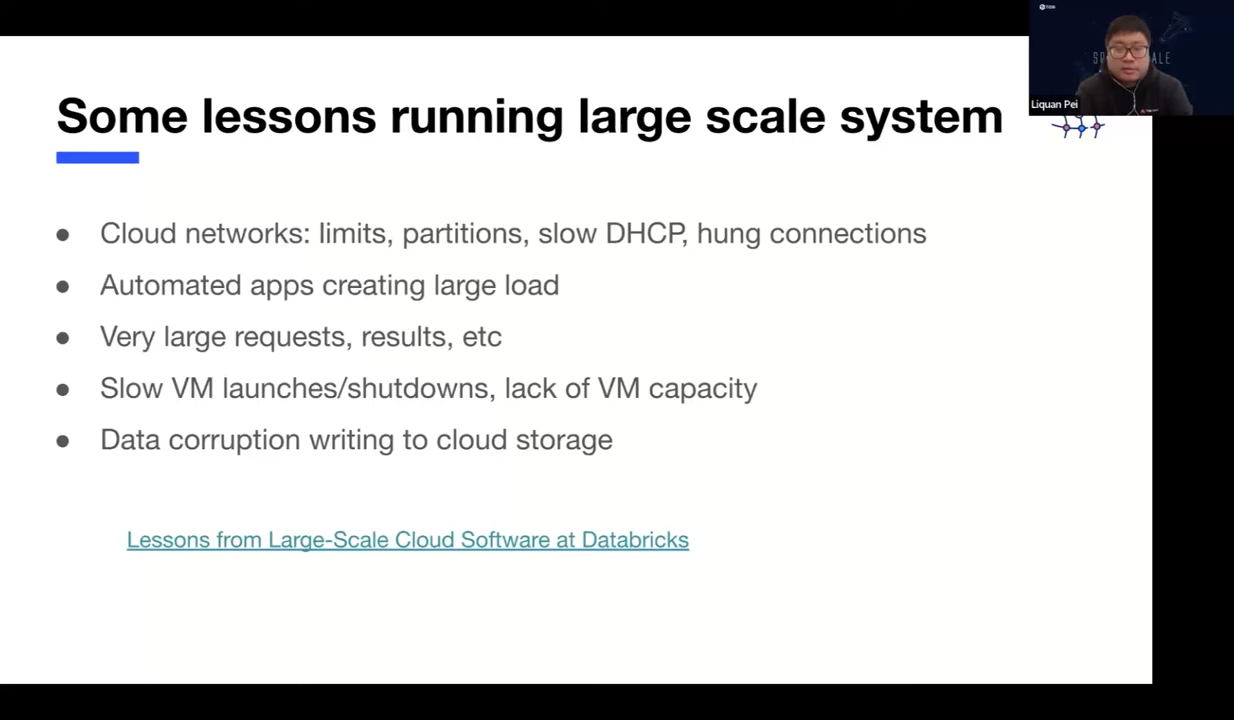 Some lessons running large scale system
Liquan Pei
● Cloud networks: limits, partitions, slow DHCP, hung connections
● Automated apps creating large load
● Very large requests, results, etc
● Slow VM launches/shutdowns, lack of VM capacity
● Data corruption writing to cloud storage
Lessons from Large-Scale Cloud Software at Databricks